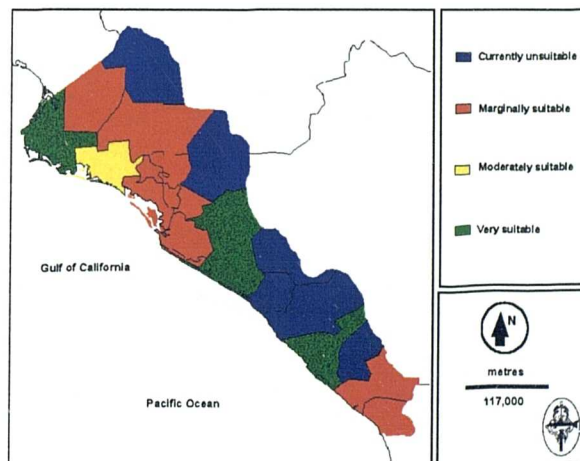 Currently unsuitable
Marginally suitable
Moderately suitable
Very suitable
Gulf of California
Pacific Ocean
N
metres
117,000